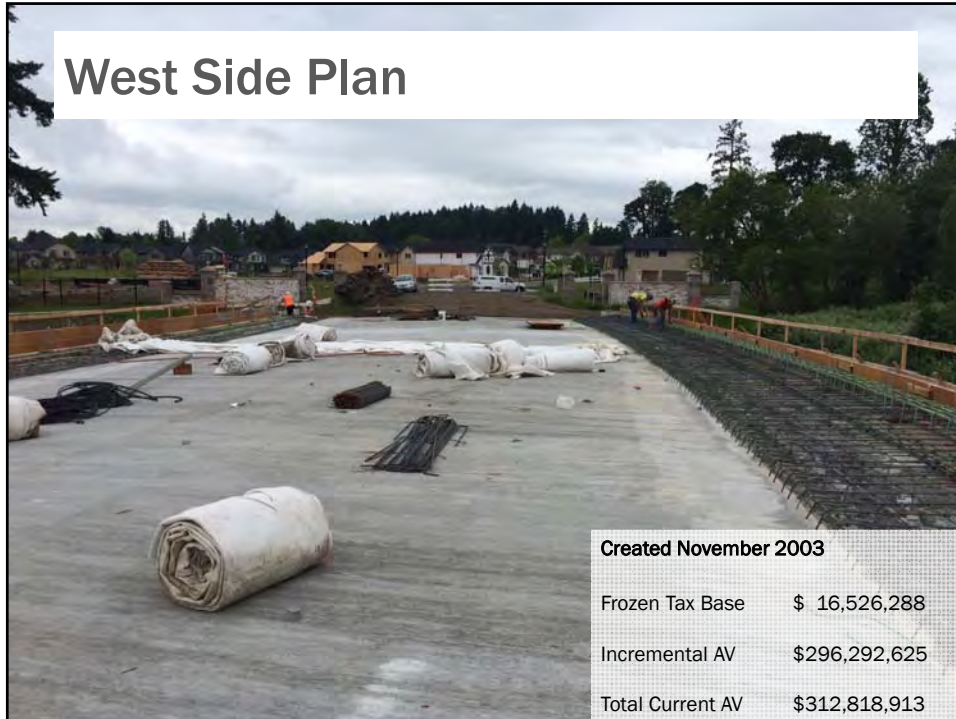 West Side Plan
Created November 2003
Frozen Tax Base $ 16,526,288
Incremental AV $296,292,625
Total Current AV $312,818,913